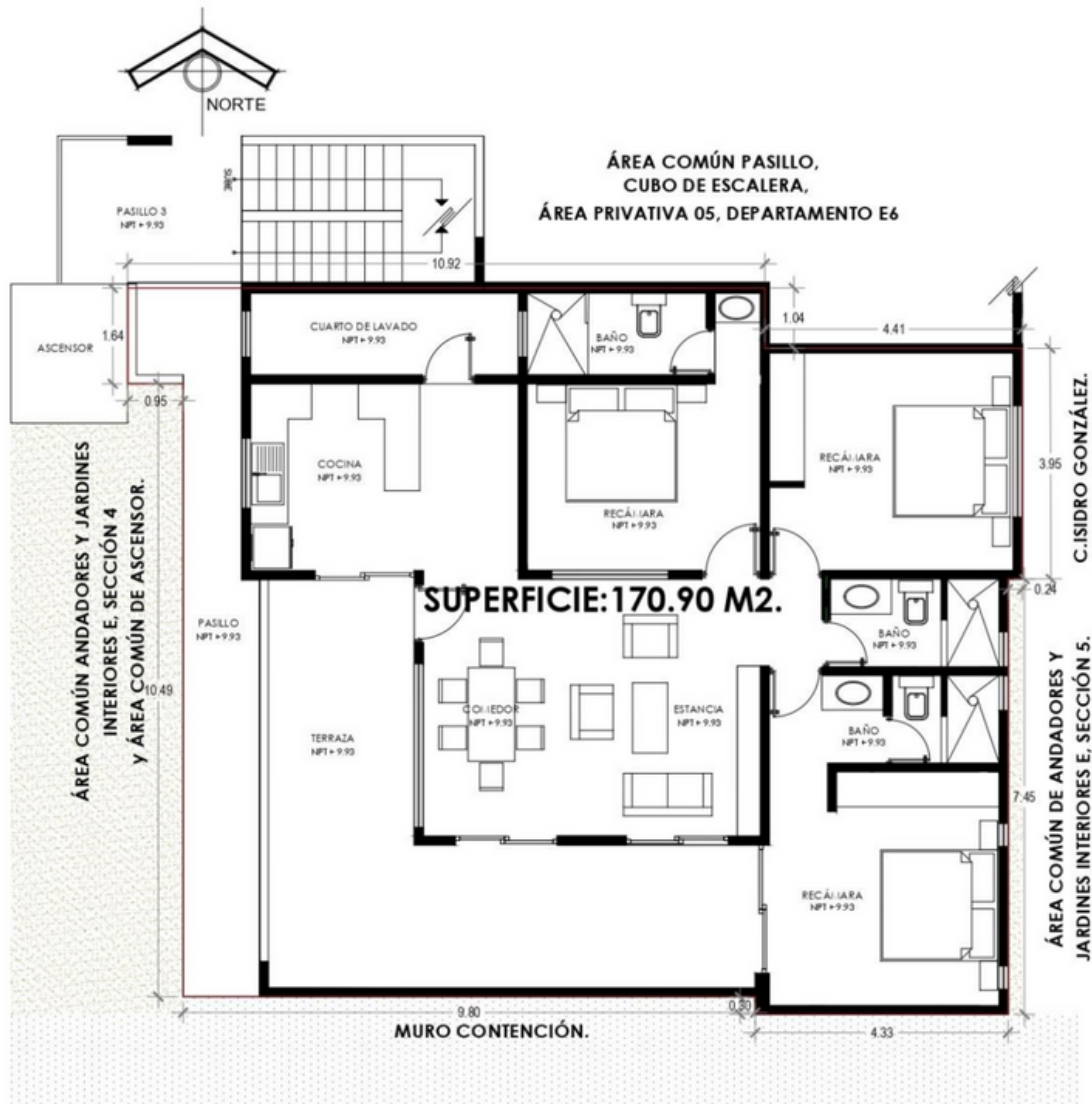 NORTE
ÁREA COMÚN PASILLO,
CUBO DE ESCALERA,
ÁREA PRIVATIVA 05, DEPARTAMENTO E6
SUBE
PASILLO 3
NPT + 9.93
10.92
1.04
4.41
ASCENSOR
1.64
0.95
CUARTO DE LAVADO
NPT + 9.93
BAÑO
NPT + 9.93
COCINA
NPT + 9.93
RECÁMARA
NPT + 9.93
RECÁMARA
NPT + 9.93
3.95
C.ISIDRO GONZÁLEZ.
ÁREA COMÚN ANDADORES Y JARDINES
INTERIORES E, SECCIÓN 4
y ÁREA COMÚN DE ASCENSOR.
SUPERFICIE: 170.90 M2.
0.24
PASILLO
NPT + 9.93
10.49
BAÑO
NPT + 9.93
TERRAZA
NPT + 9.93
COMEDOR
NPT + 9.93
ESTANCIA
NPT + 9.93
BAÑO
NPT + 9.93
7.45
ÁREA COMÚN DE ANDADORES Y
JARDINES INTERIORES E, SECCIÓN 5.
RECÁMARA
NPT + 9.93
9.80
0.30
4.33
MURO CONTENCIÓN.